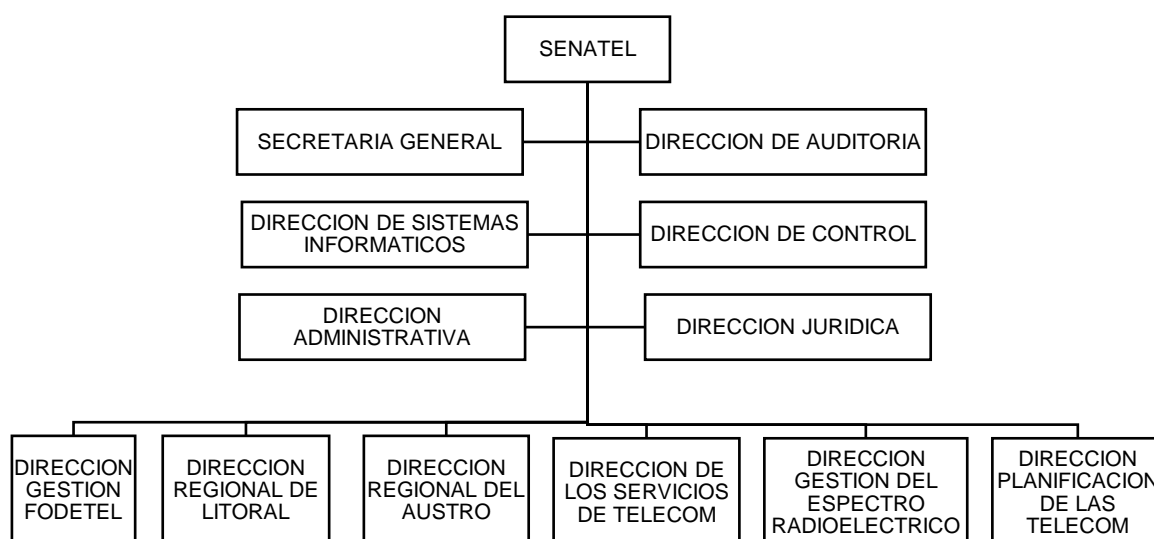 SENATEL
SECRETARIA GENERAL
DIRECCION DE AUDITORIA
DIRECCION DE SISTEMAS
INFORMATICOS
DIRECCION DE CONTROL
DIRECCION
ADMINISTRATIVA
DIRECCION JURIDICA
DIRECCION
GESTION
FODETEL
DIRECCION
REGIONAL DE
LITORAL
DIRECCION
REGIONAL DEL
AUSTRO
DIRECCION DE
LOS SERVICIOS
DE TELECOM
DIRECCION
GESTION DEL
ESPECTRO
RADIOELECTRICO
DIRECCION
PLANIFICACION
DE LAS
TELECOM